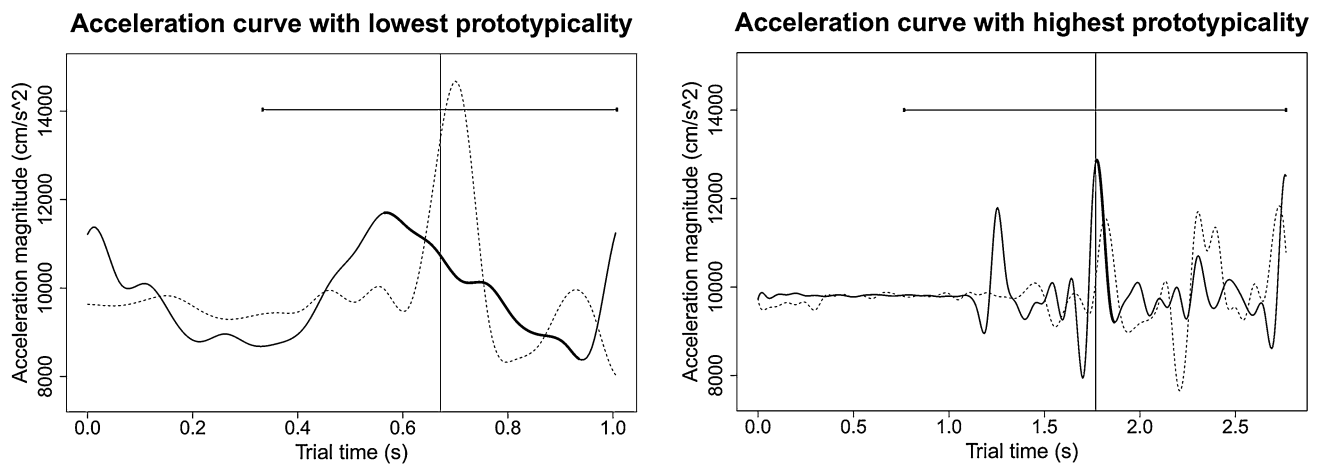 Acceleration curve with lowest prototypicality
Acceleration magnitude (cm/s^2)
14000
12000
10000
8000
0.0 0.2 0.4 0.6 0.8 1.0
Trial time (s)
Acceleration curve with highest prototypicality
Acceleration magnitude (cm/s^2)
14000
12000
10000
8000
0.0 0.5 1.0 1.5 2.0 2.5
Trial time (s)